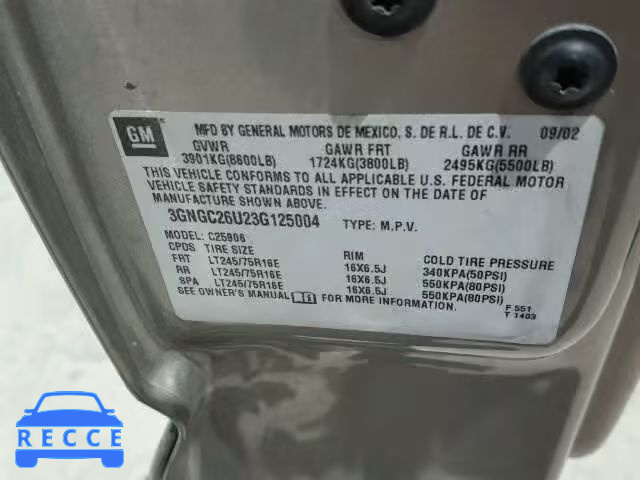 GM
MFD BY GENERAL MOTORS DE MEXICO, S. DE R.L. DE C.V. 09/02
GVWR GAWR FRT GAWR RR
3901KG(8600LB) 1724KG(3800LB) 2495KG(5500LB)
THIS VEHICLE CONFORMS TO ALL APPLICABLE U.S. FEDERAL MOTOR
VEHICLE SAFETY STANDARDS IN EFFECT ON THE DATE OF
MANUFACTURE SHOWN ABOVE.
3GNGC26U23G125004 TYPE: M.P.V.
MODEL: C25906
CPDS TIRE SIZE RIM COLD TIRE PRESSURE
FRT LT245/75R16E 16X6.5J 340KPA(50PSI)
RR LT245/75R16E 16X6.5J 550KPA(80PSI)
SPA LT245/75R16E 16X6.5J 550KPA(80PSI)
SEE OWNER'S MANUAL FOR MORE INFORMATION.
F 551
T 1403
RECCE